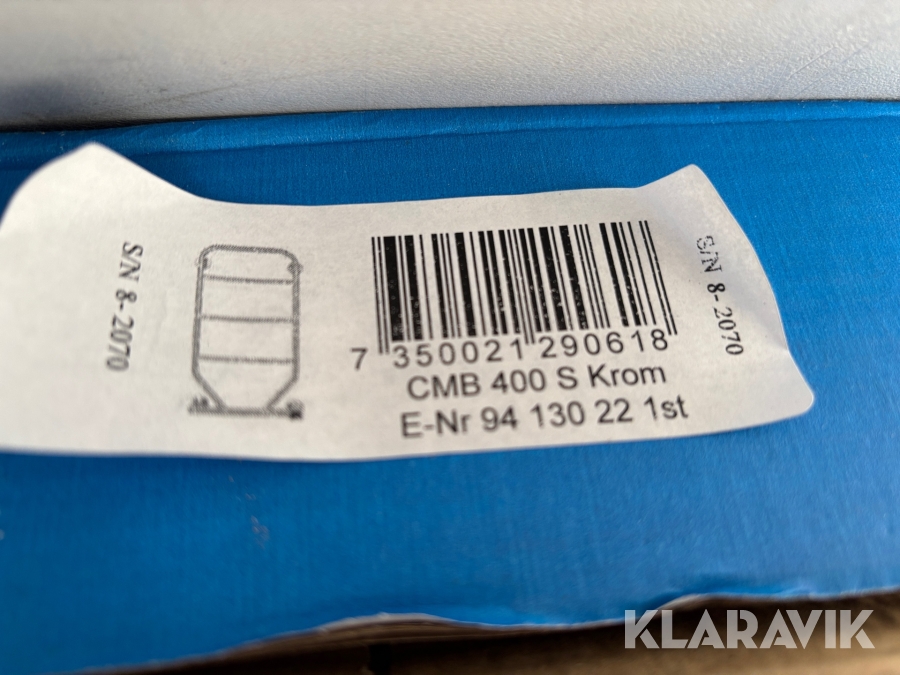 S/N 8-2070
7 350021 290618
CMB 400 S Krom
E-Nr 94 130 22 1st
S/N 8-2070
KLARAVIK